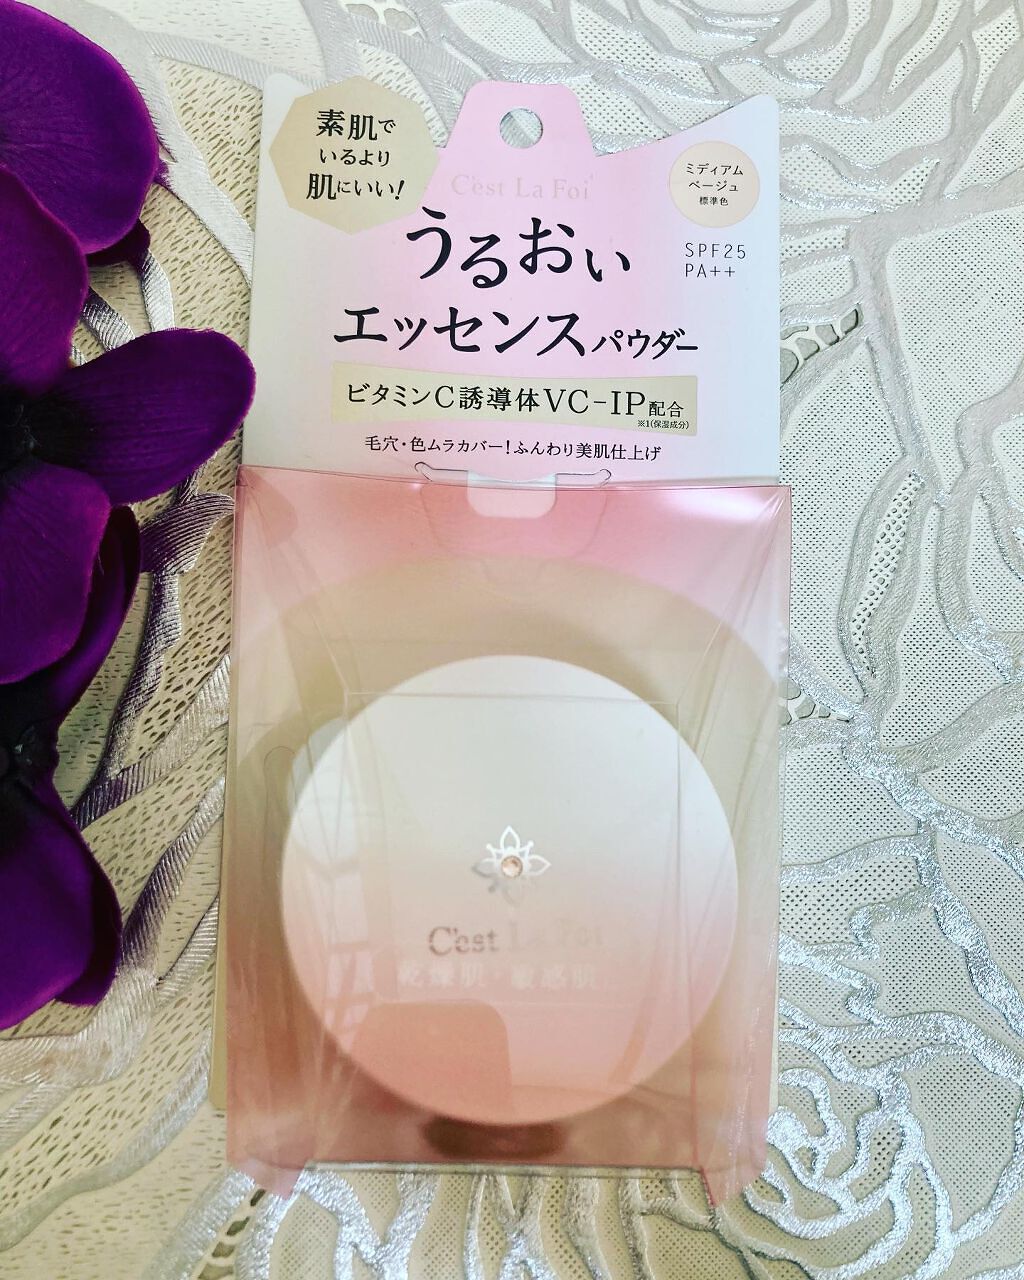 素肌で
いるより
肌にいい!
C'est La Foi
ミディアム
ベージュ
標準色
うるおい
SPF25
PA++
エッセンスパウダー
ビタミンC誘導体VC-IP配合
※1(保湿成分)
毛穴・色ムラカバー!ふんわり美肌仕上げ
C'est La Foi
乾燥肌・敏感肌